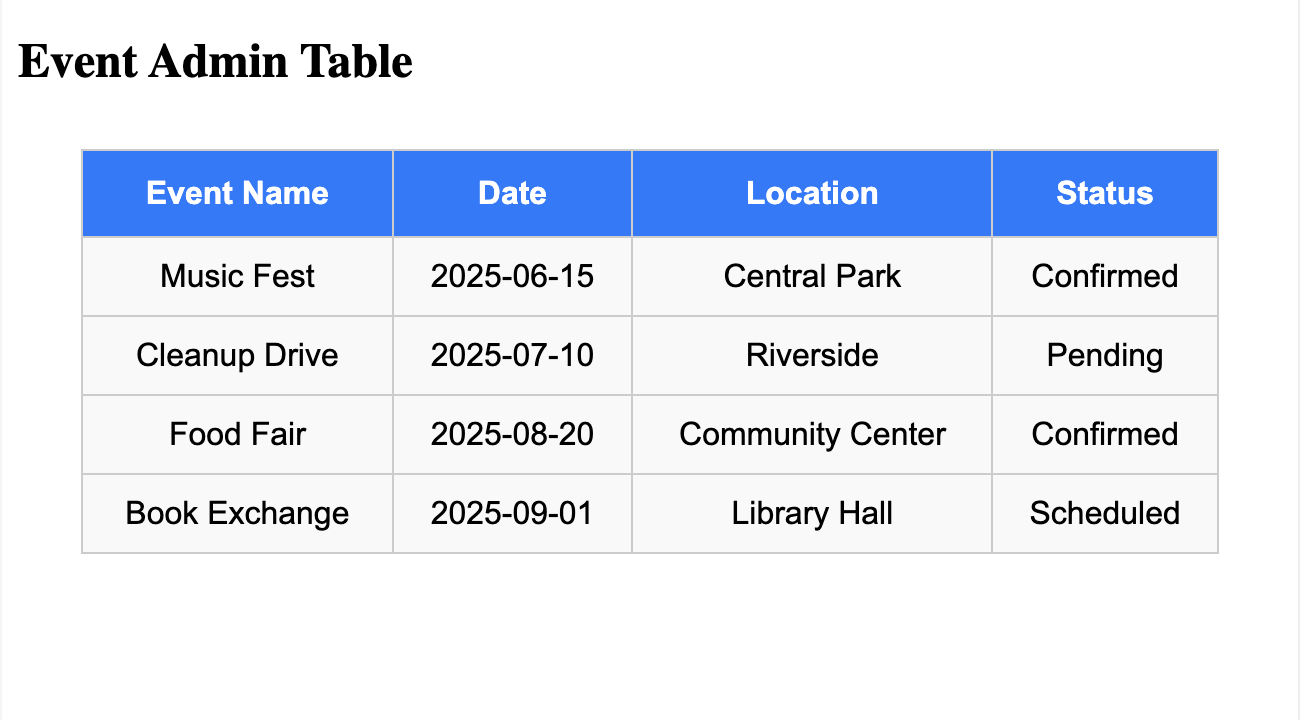 Event Admin Table
Event Name Date Location Status
Music Fest 2025-06-15 Central Park Confirmed
Cleanup Drive 2025-07-10 Riverside Pending
Food Fair 2025-08-20 Community Center Confirmed
Book Exchange 2025-09-01 Library Hall Scheduled